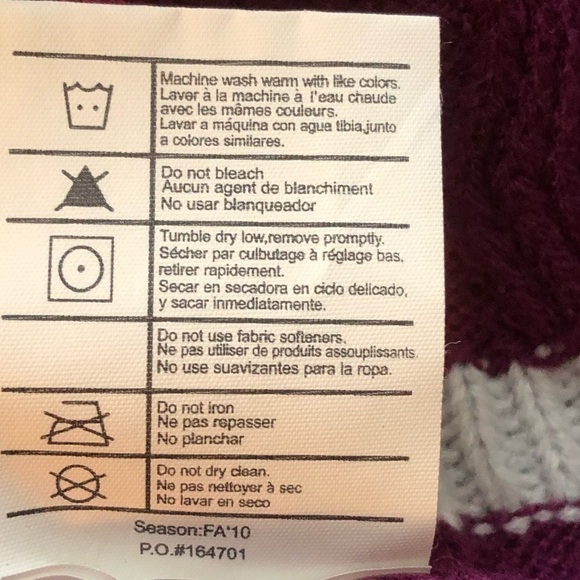 Machine wash warm with like colors.
Laver à la machine à l'eau chaude
avec les mêmes couleurs.
Lavar a máquina con agua tibia,junto
a colores similares.
Do not bleach
Aucun agent de blanchiment
No usar blanqueador
Tumble dry low,remove promptly.
Sécher par culbutage à réglage bas,
retirer rapidement.
Secar en secadora en ciclo delicado,
y sacar inmediatamente.
Do not use fabric softeners.
Ne pas utiliser de produits assouplissants.
No use suavizantes para la ropa.
Do not iron
Ne pas repasser
No planchar
Do not dry clean.
Ne pas nettoyer à sec
No lavar en seco
Season:FA'10
P.O.#164701